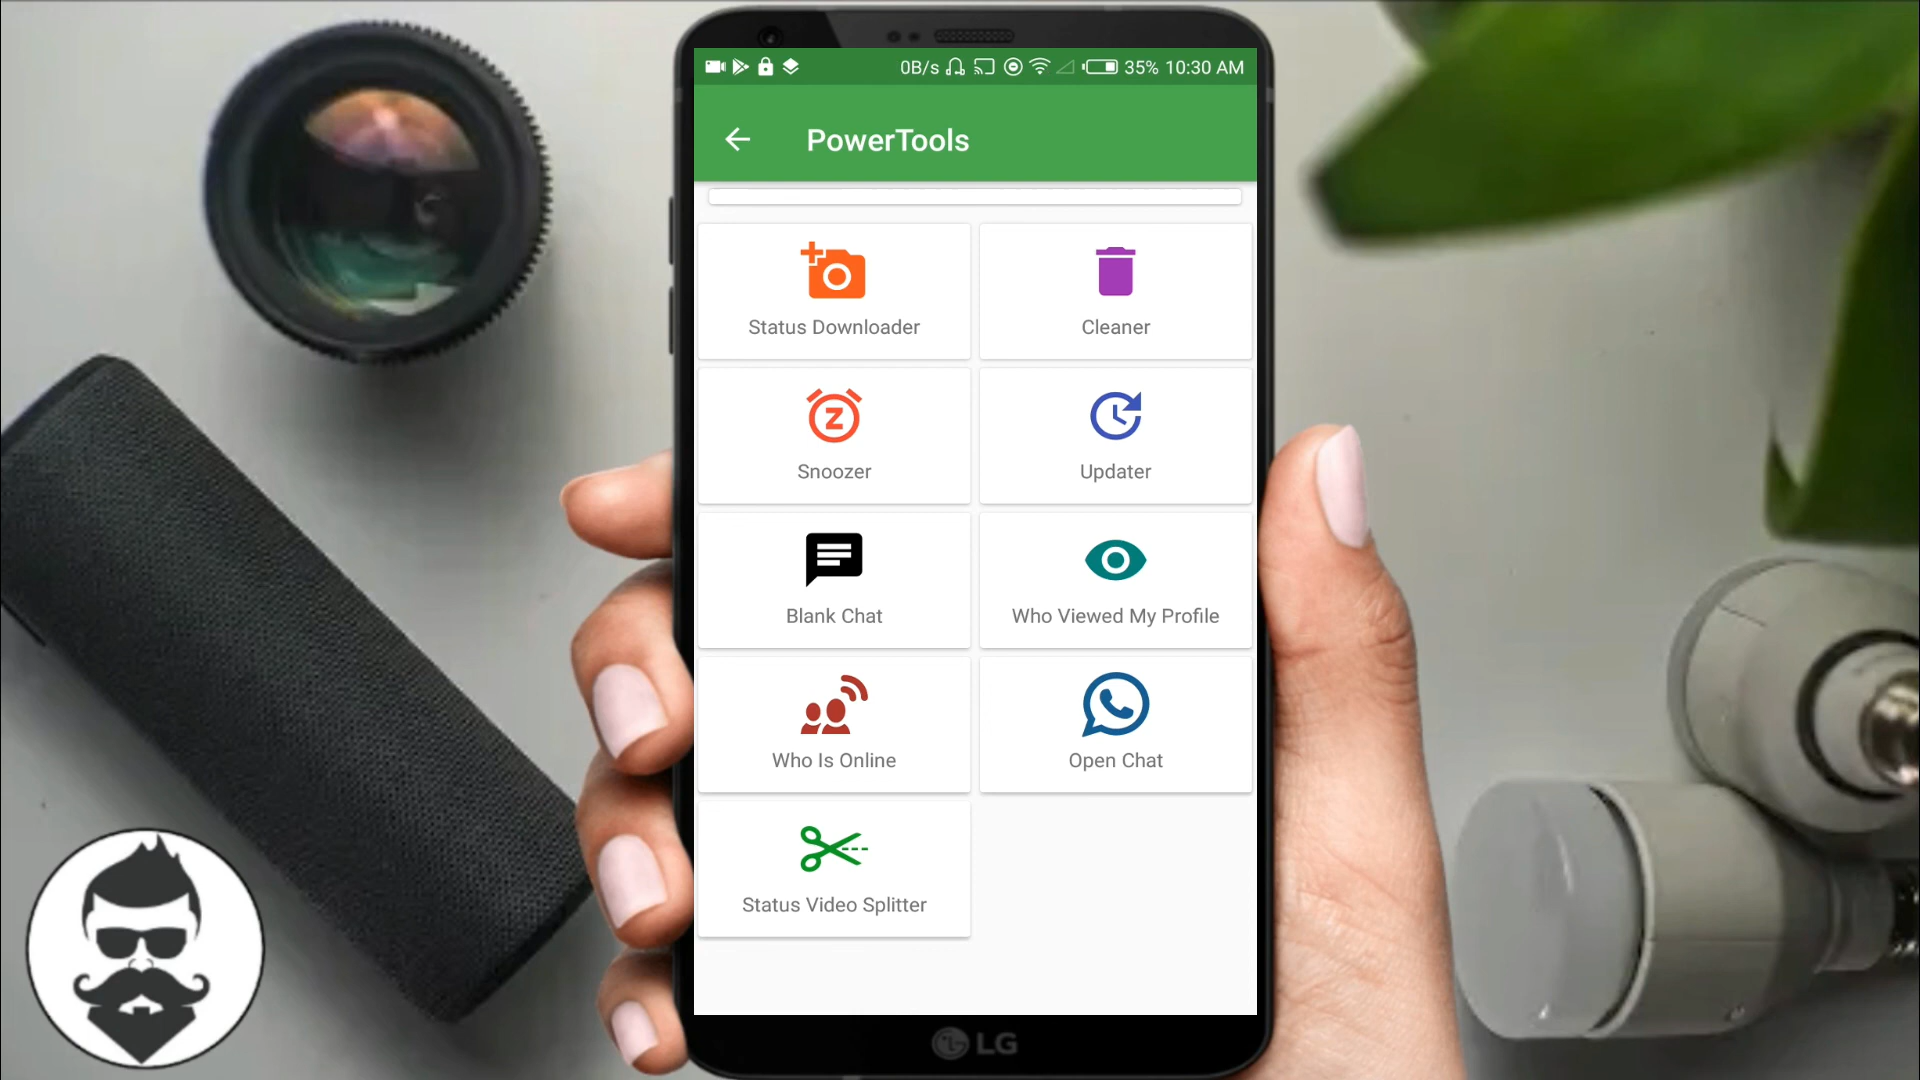 0B/s 35% 10:30 AM
PowerTools
Status Downloader
Cleaner
Snoozer
Updater
Blank Chat
Who Viewed My Profile
Who Is Online
Open Chat
Status Video Splitter
LG